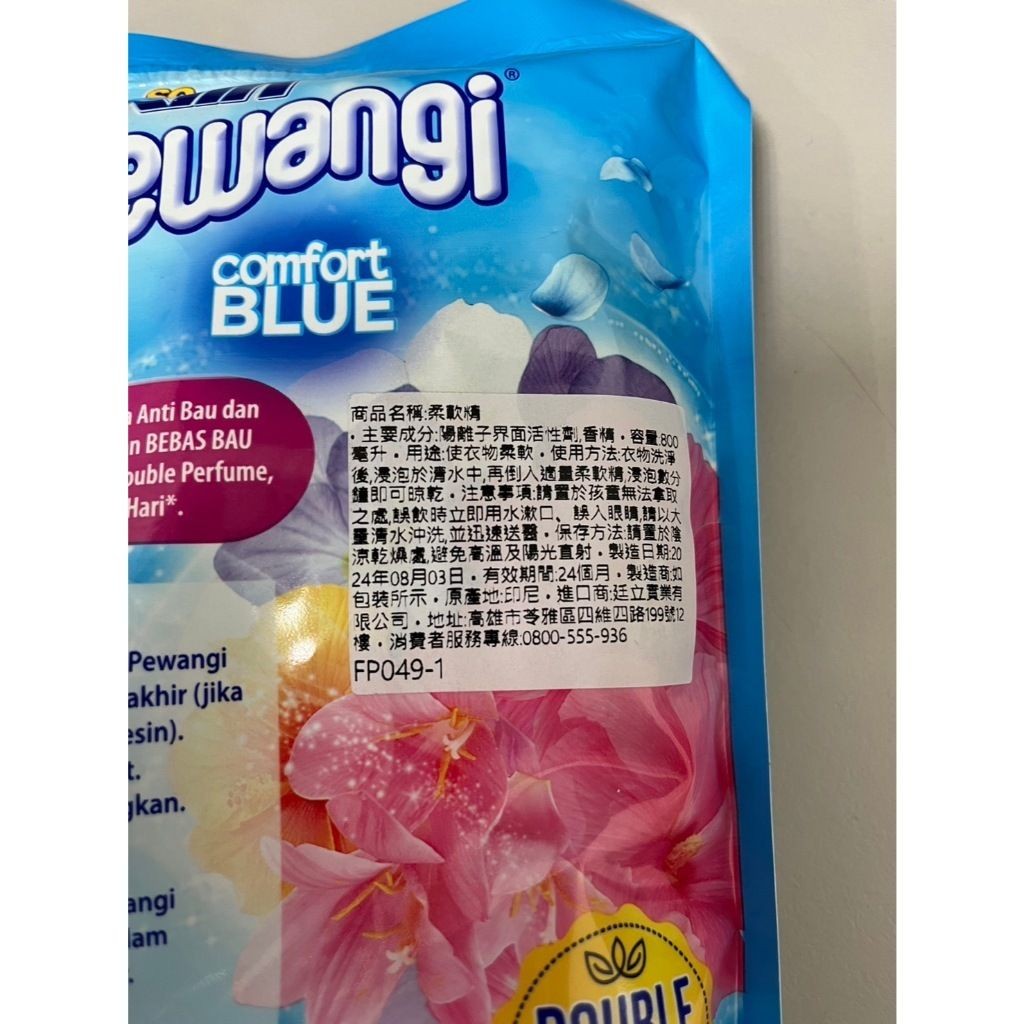 so
ewangi®
comfort
BLUE
Anti Bau dan
n BEBAS BAU
ouble Perfume,
Hari*.
商品名稱:柔軟精
・主要成分:陽離子界面活性劑,香精・容量:800
毫升・用途:使衣物柔軟・使用方法:衣物洗淨
後,浸泡於清水中,再倒入適量柔軟精,浸泡數分
鐘即可晾乾・注意事項:請置於孩童無法拿取
之處,誤飲時立即用水漱口、誤入眼睛,請以大
量清水沖洗,並迅速送醫・保存方法:請置於陰
涼乾燥處,避免高溫及陽光直射・製造日期:20
24年08月03日・有效期間:24個月・製造商:如
包裝所示・原產地:印尼・進口商:廷立實業有
限公司・地址:高雄市苓雅區四維四路199號12
樓・消費者服務專線:0800-555-936
FP049-1
Pewangi
akhir (jika
esin).
t.
gkan.
angi
lam
DOUBLE